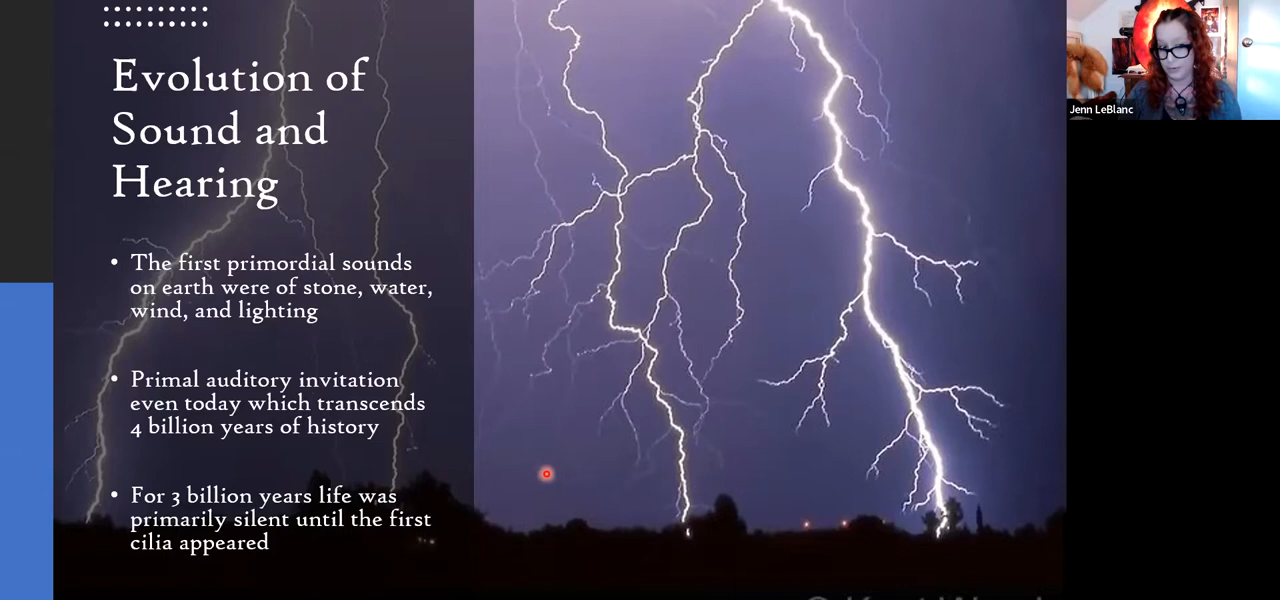 Evolution of
Sound and
Hearing
• The first primordial sounds
on earth were of stone, water,
wind, and lighting
• Primal auditory invitation
even today which transcends
4 billion years of history
• For 3 billion years life was
primarily silent until the first
cilia appeared
Jenn LeBlanc